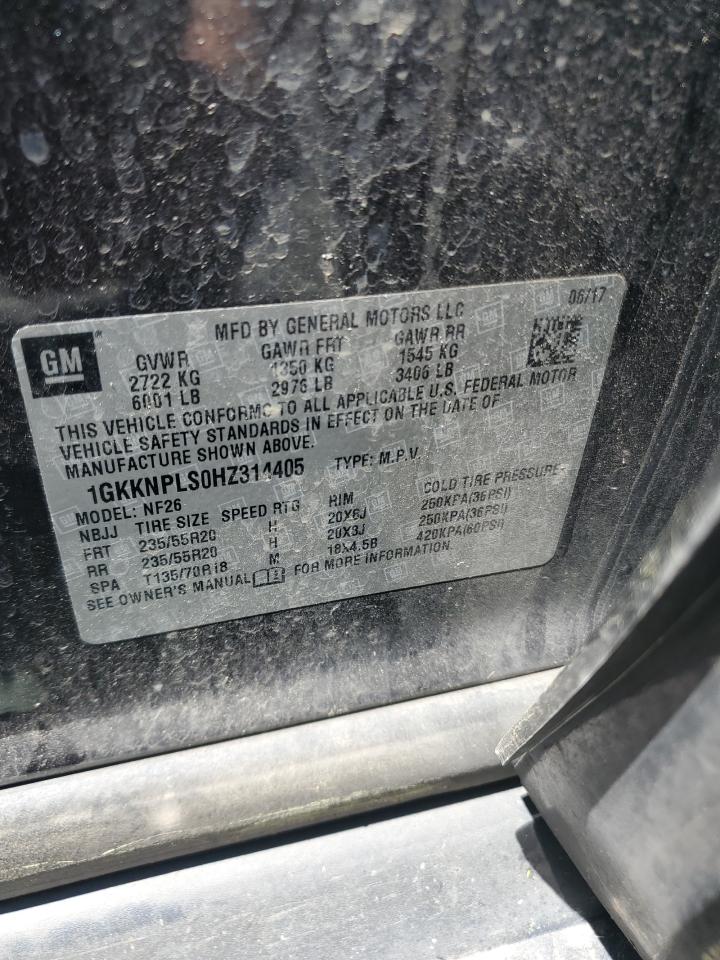 GM
MFD BY GENERAL MOTORS LLC 06/17
GVWR GAWR FRT GAWR RR
2722 KG 1350 KG 1545 KG
6001 LB 2976 LB 3406 LB
THIS VEHICLE CONFORMS TO ALL APPLICABLE U.S. FEDERAL MOTOR
VEHICLE SAFETY STANDARDS IN EFFECT ON THE DATE OF
MANUFACTURE SHOWN ABOVE.
1GKKNPLS0HZ314405 TYPE: M.P.V.
MODEL: NF26
NBJJ TIRE SIZE SPEED RTG RIM COLD TIRE PRESSURE
FRT 235/55R20 H 20X8J 250KPA(36PSI)
RR 235/55R20 H 20X8J 250KPA(36PSI)
SPA T135/70R18 M 18X4.5B 420KPA(60PSI)
SEE OWNER'S MANUAL FOR MORE INFORMATION.